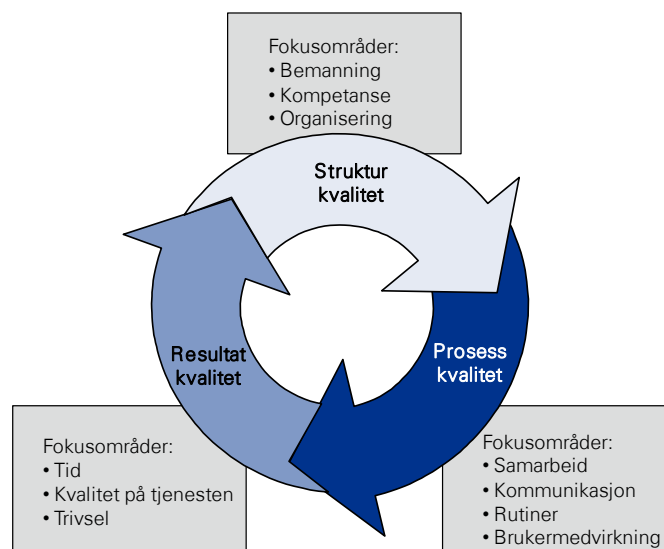 Fokusområder:
• Bemanning
• Kompetanse
• Organisering
Struktur
kvalitet
Prosess
kvalitet
Resultat
kvalitet
Fokusområder:
• Tid
• Kvalitet på tjenesten
• Trivsel
Fokusområder:
• Samarbeid
• Kommunikasjon
• Rutiner
• Brukermedvirkning